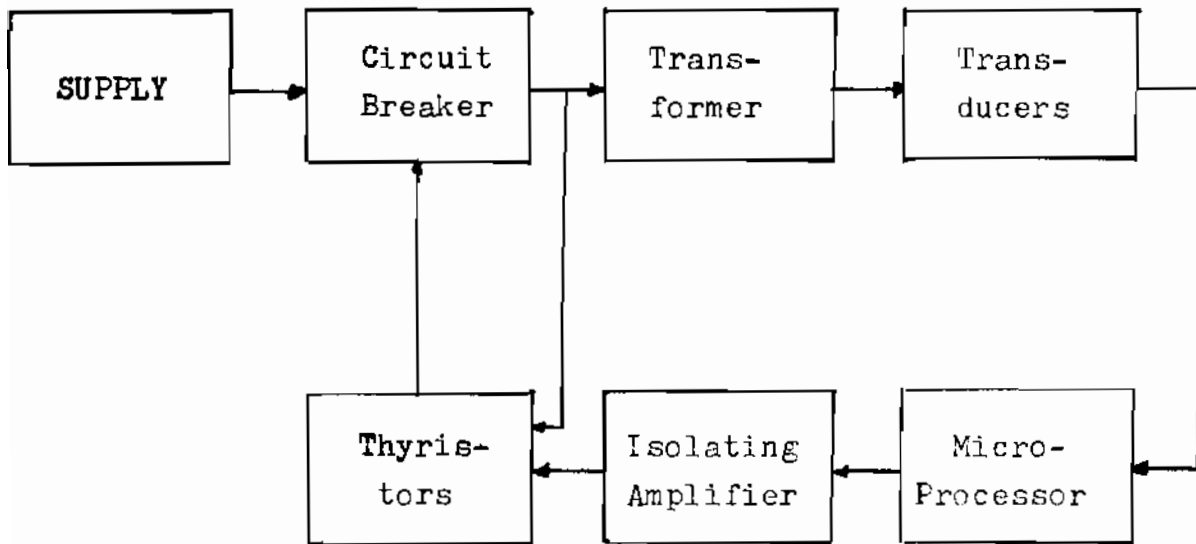 SUPPLY
Circuit
Breaker
Trans-
former
Trans-
ducers
Thyris-
tors
Isolating
Amplifier
Micro-
Processor